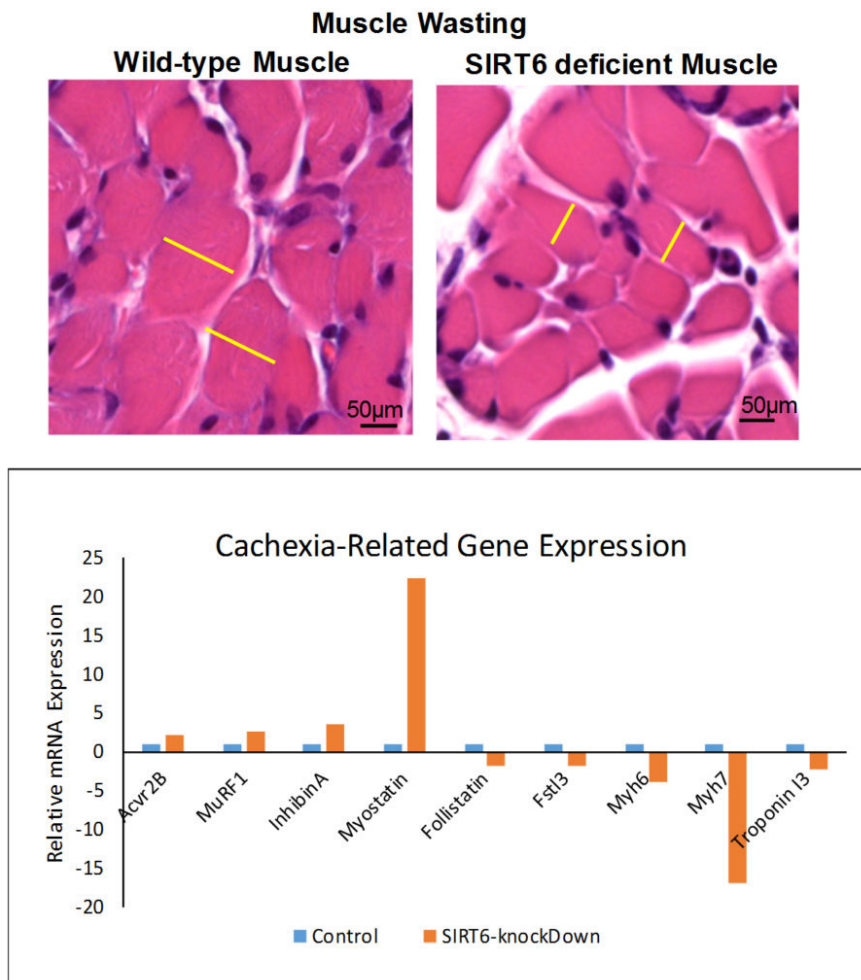 Muscle Wasting
Wild-type Muscle
SIRT6 deficient Muscle
50µm
50µm
Cachexia-Related Gene Expression
Relative mRNA Expression
25
20
15
10
5
0
-5
-10
-15
-20
Acvr2B
MuRF1
InhibinA
Myostatin
Follistatin
Fstl3
Myh6
Myh7
Troponin I3
Control
SIRT6-knockDown